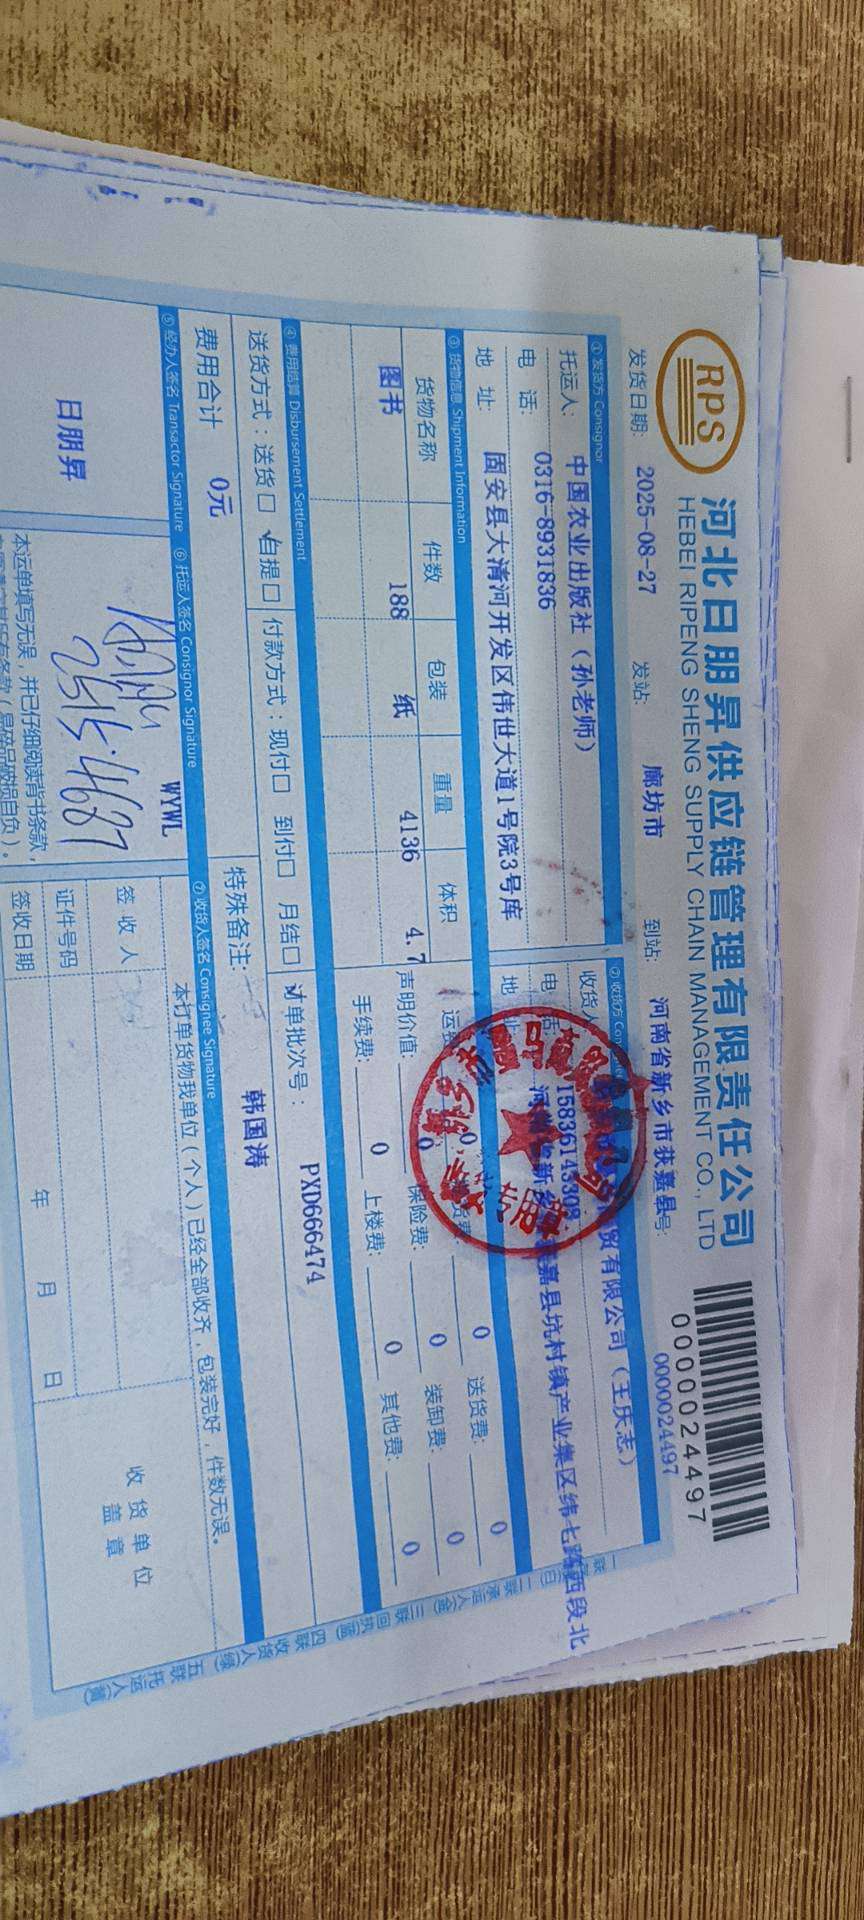 RPS
河北日朋昇供应链管理有限责任公司
HEBEI RIPENG SHENG SUPPLY CHAIN MANAGEMENT CO., LTD
0000024497
发货日期: 2025-08-27 发站: 廊坊市 到站: 河南省新乡市获嘉县 号: 0000024497
① 发货方 Consignor
② 收货方
托运人: 中国农业出版社（孙老师）
收货人 贸有限公司（王庆志）
电 话: 0316-8931836
电 话 15836143308
地 址: 固安县大清河开发区伟世大道1号院3号库
地 址 嘉县坑村镇产业集区纬七路西段北
③ 货物信息 Shipment Information
货物名称 件数 包装 重量 体积
图书 188 纸 4136 4.7
0 0 送货费: 0
声明价值: 0 保险费: 0 装卸费: 0
手续费: 0 上楼费: 0 其他费: 0
④ 费用结算 Disbursement Settlement
送货方式: 送货□ ✓自提□ 付款方式: 现付□ 到付□ 月结□ ✓ 单批次号: PXD666474
费用合计 0元
特殊备注: 韩国涛
⑤ 经办人签名 Transactor Signature
⑥ 托运人签名 Consignor Signature
⑦ 收货人签名 Consignee Signature
日朋昇
WYWL
本打单货物我单位（个人）已经全部收齐，包装完好，件数无误。
签 收 人
证件号码
签收日期 年 月 日
收 货 单 位
盖 章
本运单填写无误，并已仔细阅读背书条款，